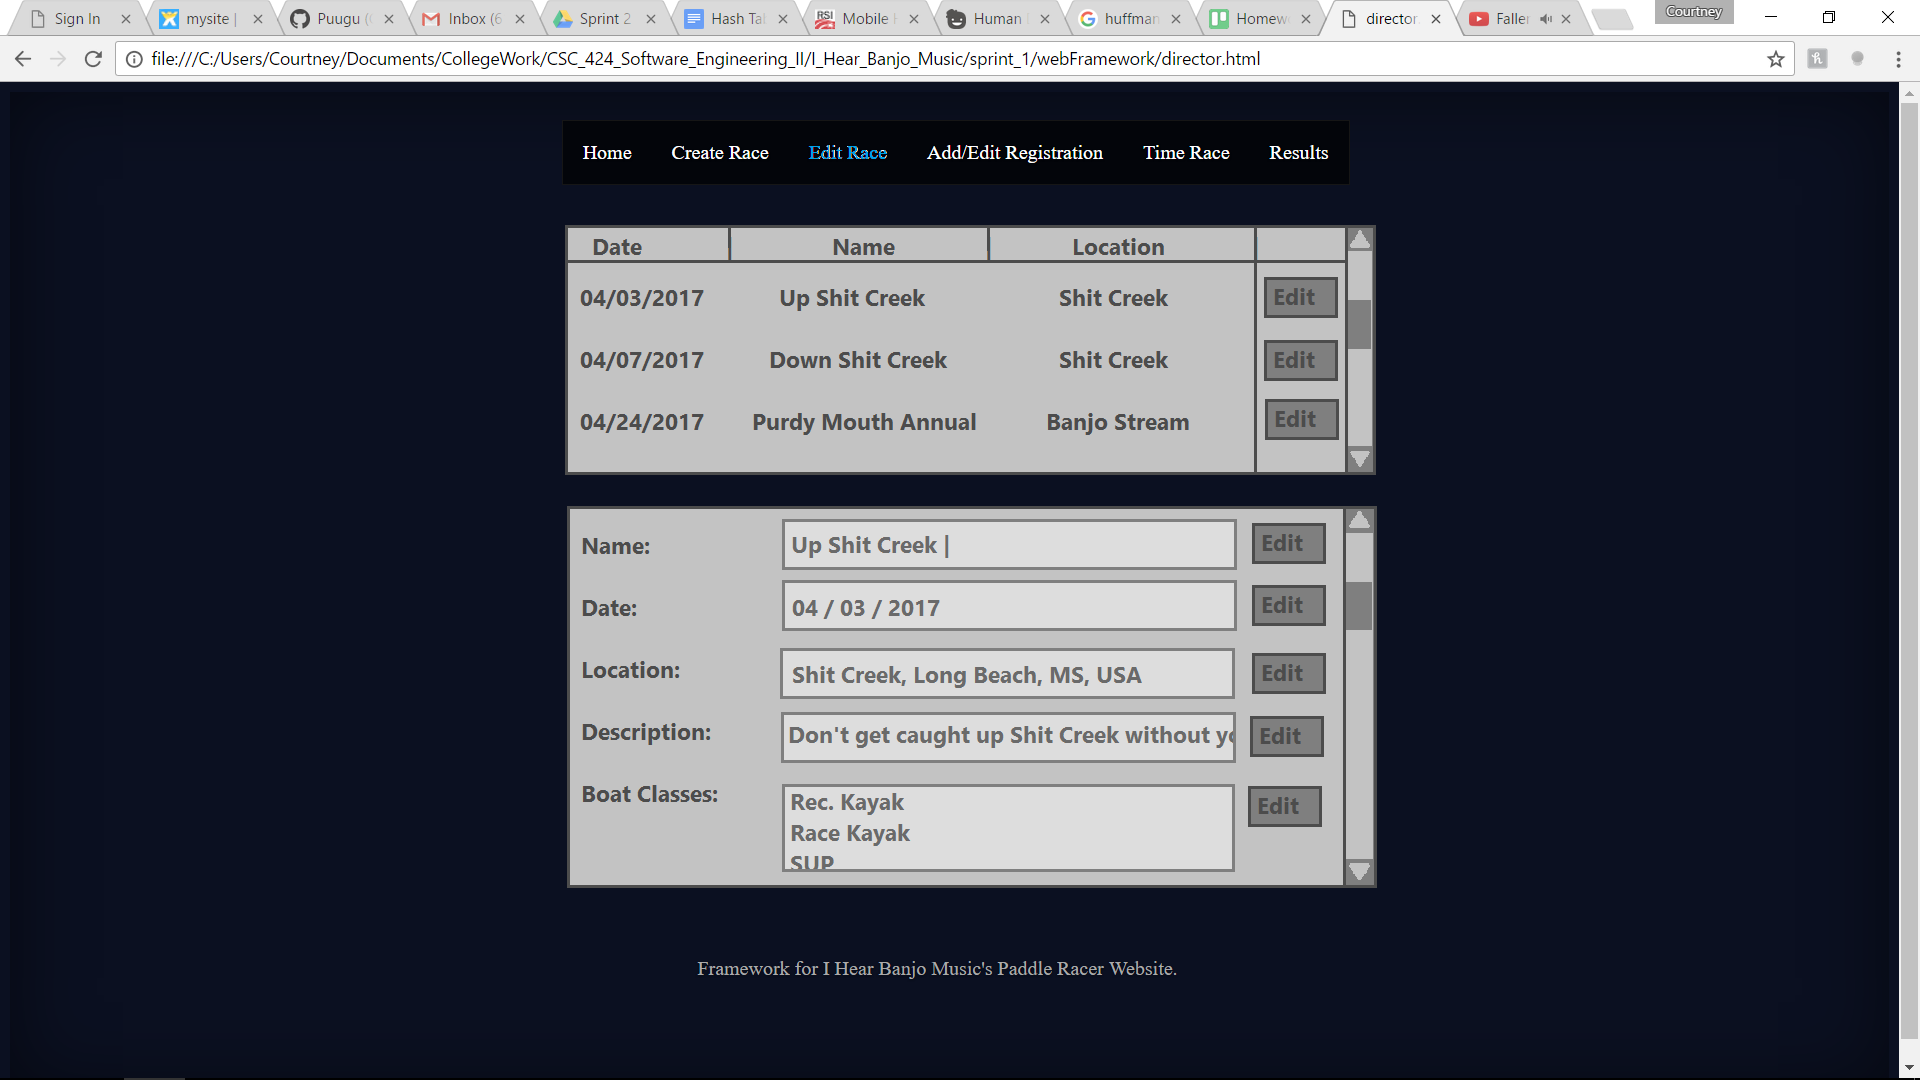 Sign In
mysite |
Puugu (
Inbox (6
Sprint 2
Hash Ta
Mobile
Human
huffman
Homew
director.
Faller
Courtney
file:///C:/Users/Courtney/Documents/CollegeWork/CSC_424_Software_Engineering_II/I_Hear_Banjo_Music/sprint_1/webFramework/director.html
Home Create Race Edit Race Add/Edit Registration Time Race Results
Date Name Location
04/03/2017 Up Shit Creek Shit Creek Edit
04/07/2017 Down Shit Creek Shit Creek Edit
04/24/2017 Purdy Mouth Annual Banjo Stream Edit
Name: Up Shit Creek | Edit
Date: 04 / 03 / 2017 Edit
Location: Shit Creek, Long Beach, MS, USA Edit
Description: Don't get caught up Shit Creek without yo Edit
Boat Classes: Rec. Kayak Edit
Race Kayak
SUP
Framework for I Hear Banjo Music's Paddle Racer Website.